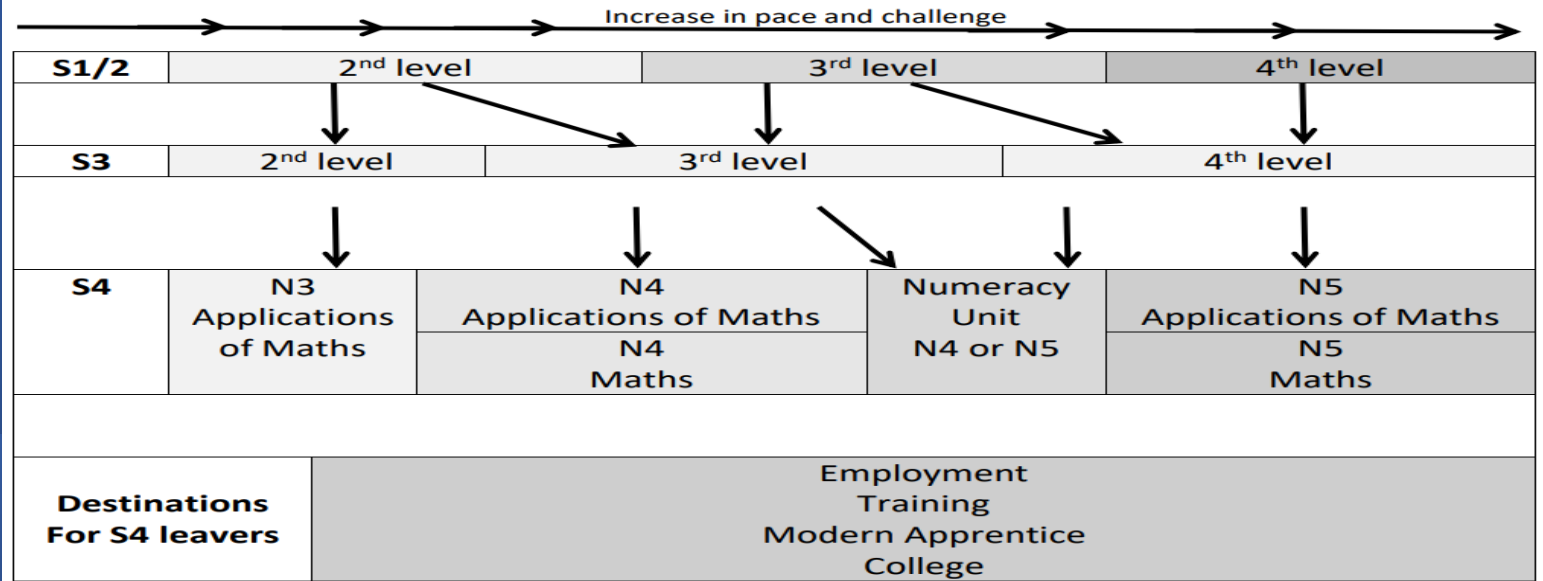 Increase in pace and challenge
S1/2
2nd level
3rd level
4th level
S3
2nd level
3rd level
4th level
S4
N3
Applications
of Maths
N4
Applications of Maths
N4
Maths
Numeracy
Unit
N4 or N5
N5
Applications of Maths
N5
Maths
Destinations
For S4 leavers
Employment
Training
Modern Apprentice
College